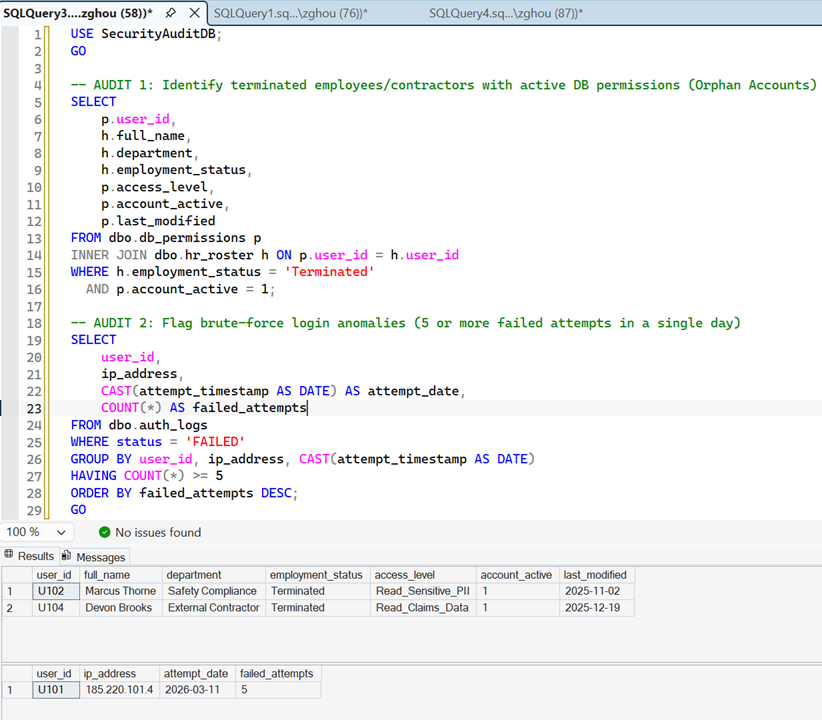 SQLQuery3....zghou (58))* SQLQuery1.sq...\zghou (76))* SQLQuery4.sq...\zghou (87))*
1 USE SecurityAuditDB;
2 GO
3
4 -- AUDIT 1: Identify terminated employees/contractors with active DB permissions (Orphan Accounts)
5 SELECT
6 p.user_id,
7 h.full_name,
8 h.department,
9 h.employment_status,
10 p.access_level,
11 p.account_active,
12 p.last_modified
13 FROM dbo.db_permissions p
14 INNER JOIN dbo.hr_roster h ON p.user_id = h.user_id
15 WHERE h.employment_status = 'Terminated'
16 AND p.account_active = 1;
17
18 -- AUDIT 2: Flag brute-force login anomalies (5 or more failed attempts in a single day)
19 SELECT
20 user_id,
21 ip_address,
22 CAST(attempt_timestamp AS DATE) AS attempt_date,
23 COUNT(*) AS failed_attempts
24 FROM dbo.auth_logs
25 WHERE status = 'FAILED'
26 GROUP BY user_id, ip_address, CAST(attempt_timestamp AS DATE)
27 HAVING COUNT(*) >= 5
28 ORDER BY failed_attempts DESC;
29 GO
100 % No issues found
Results Messages
user_id full_name department employment_status access_level account_active last_modified
1 U102 Marcus Thorne Safety Compliance Terminated Read_Sensitive_PII 1 2025-11-02
2 U104 Devon Brooks External Contractor Terminated Read_Claims_Data 1 2025-12-19
user_id ip_address attempt_date failed_attempts
1 U101 185.220.101.4 2026-03-11 5